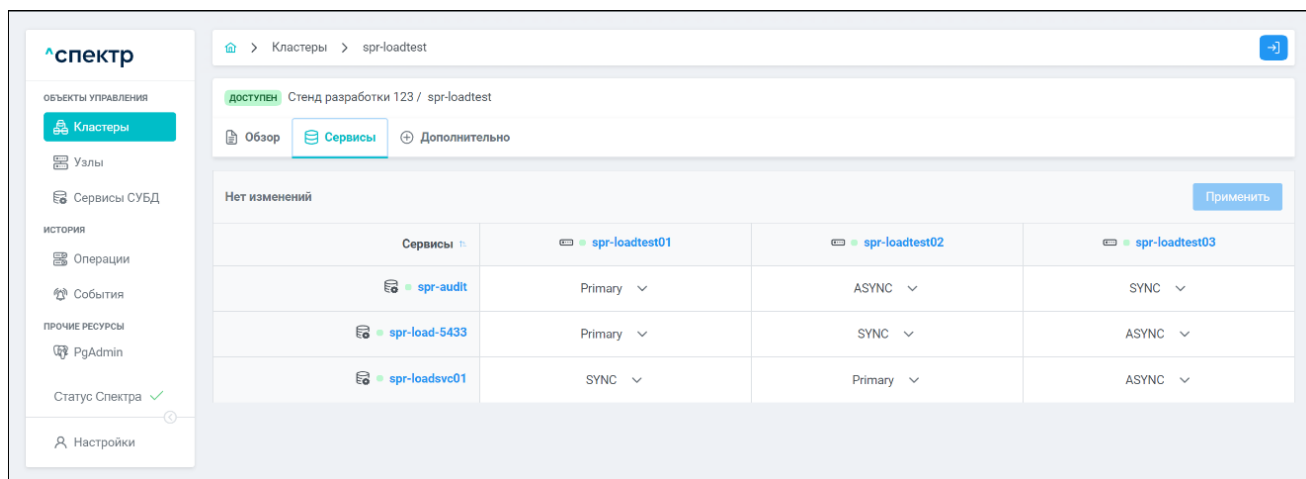 ^спектр
ОБЪЕКТЫ УПРАВЛЕНИЯ
Кластеры
Узлы
Сервисы СУБД
ИСТОРИЯ
Операции
События
ПРОЧИЕ РЕСУРСЫ
PgAdmin
Статус Спектра
Настройки
Кластеры > spr-loadtest
ДОСТУПЕН Стенд разработки 123 / spr-loadtest
Обзор Сервисы Дополнительно
Нет изменений Применить
Сервисы spr-loadtest01 spr-loadtest02 spr-loadtest03
spr-audit Primary ASYNC SYNC
spr-load-5433 Primary SYNC ASYNC
spr-loadsvc01 SYNC Primary ASYNC